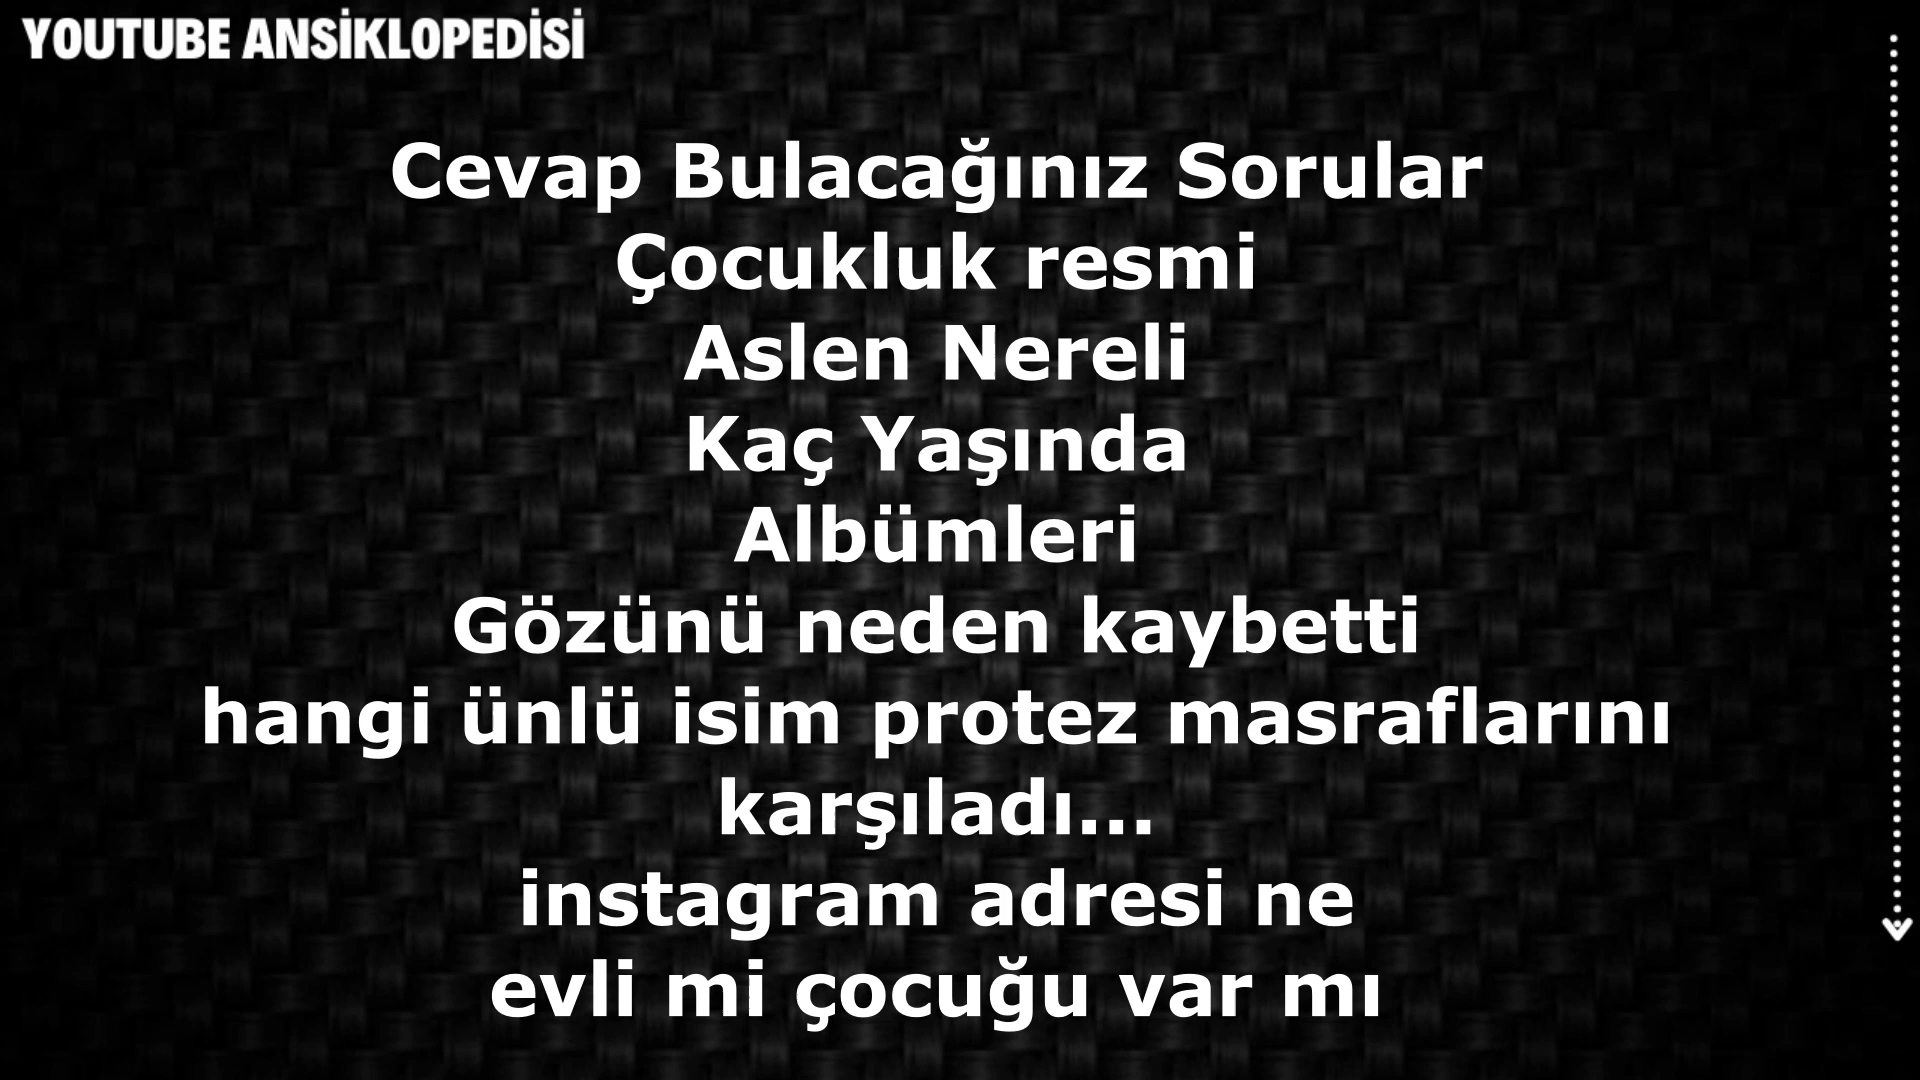 YOUTUBE ANSİKLOPEDİSİ
Cevap Bulacağınız Sorular
Çocukluk resmi
Aslen Nereli
Kaç Yaşında
Albümleri
Gözünü neden kaybetti
hangi ünlü isim protez masraflarını
karşıladı...
instagram adresi ne
evli mi çocuğu var mı